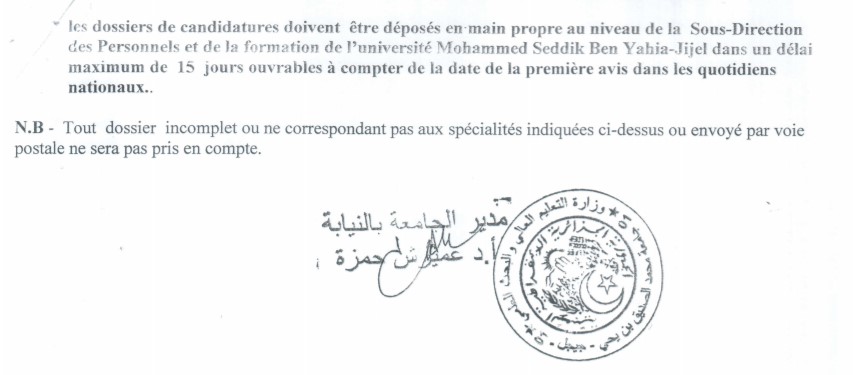 * les dossiers de candidatures doivent être déposés en main propre au niveau de la Sous-Direction
des Personnels et de la formation de l'université Mohammed Seddik Ben Yahia-Jijel dans un délai
maximum de 15 jours ouvrables à compter de la date de la première avis dans les quotidiens
nationaux..
N.B - Tout dossier incomplet ou ne correspondant pas aux spécialités indiquées ci-dessus ou envoyé par voie
postale ne sera pas pris en compte.
مدير الجامعة بالنيابة
أ.د عميرش حمزة
وزارة التعليم العالي والبحث العلمي
جامعة محمد الصديق بن يحي - جيجل